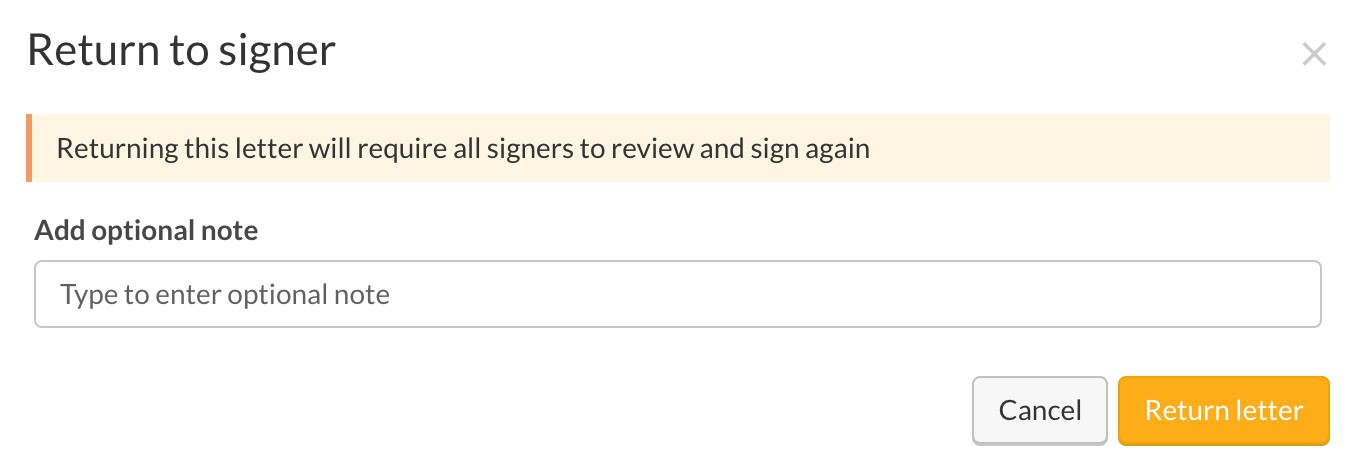 Return to signer
Returning this letter will require all signers to review and sign again
Add optional note
Type to enter optional note
Cancel
Return letter